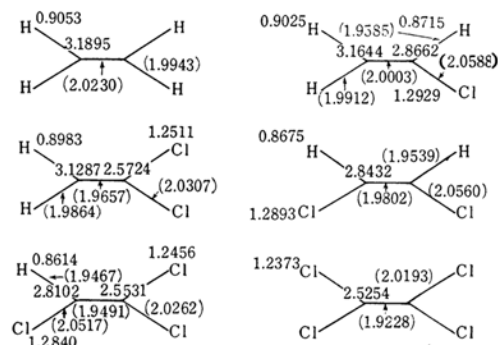 H 0.9053 H
3.1895
(2.0230) (1.9943)
H H
0.9025 (1.9385) 0.8715
H H
3.1644 2.8662
(2.0588)
(2.0003)
H (1.9912) 1.2929 Cl
H 0.8983 1.2511
Cl
3.1287 2.5724
(1.9657) (2.0307)
H (1.9864) Cl
0.8675 (1.9539)
H H
2.8432
(1.9802) (2.0560)
1.2893 Cl Cl
H 0.8614 (1.9467) 1.2456
Cl
2.8102 2.5531
(1.9491) (2.0262)
Cl (2.0517) Cl
1.2840
1.2373 Cl (2.0193) Cl
2.5254
(1.9228)
Cl Cl